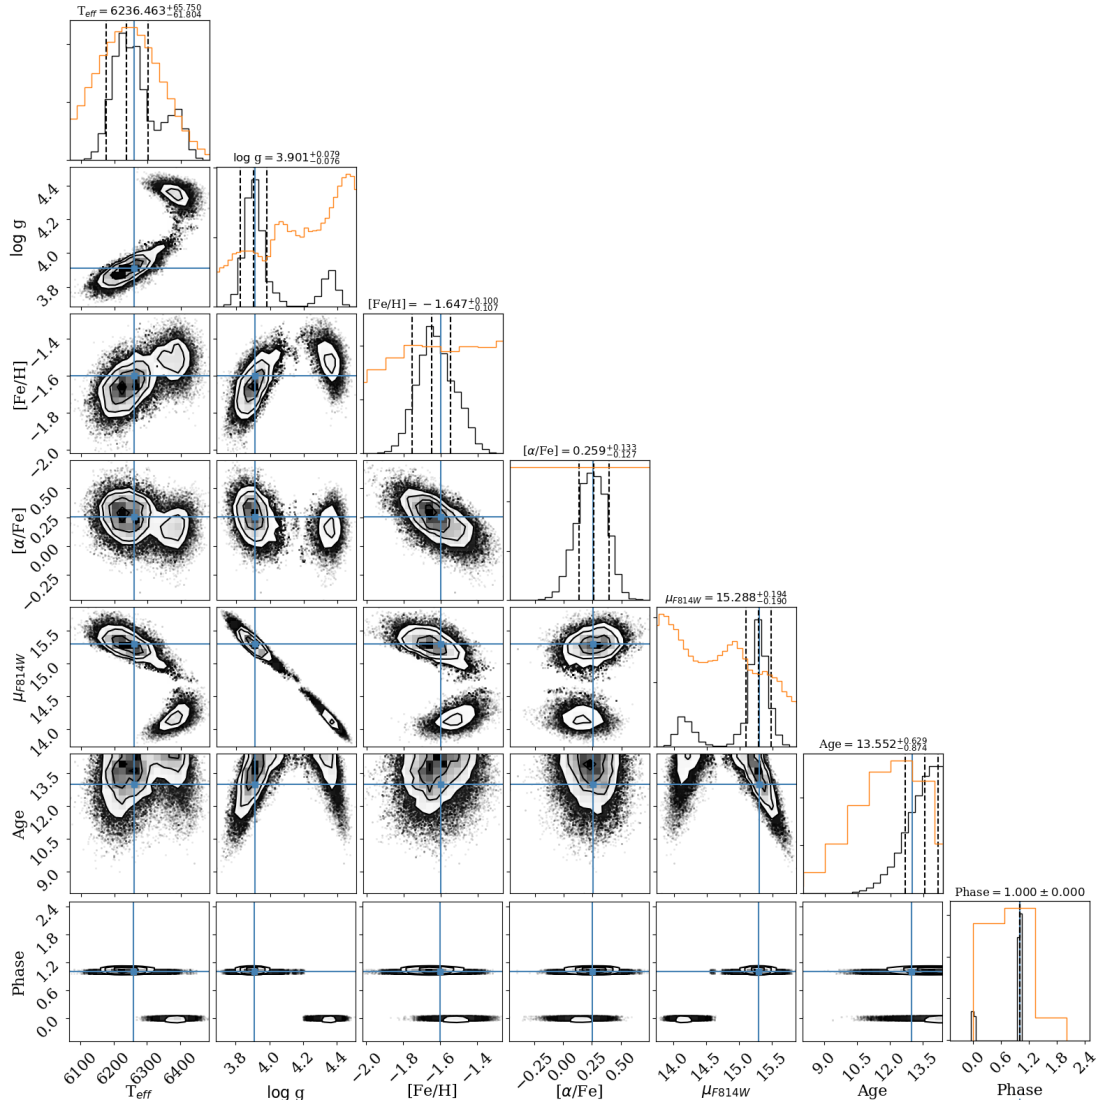 T_eff = 6236.463 +65.750 −61.804
log g = 3.901 +0.079 −0.076
log g
4.4
4.2
4.0
3.8
[Fe/H] = −1.647 +0.100 −0.107
[Fe/H]
−1.4
−1.6
−1.8
−2.0
[α/Fe] = 0.259 +0.133 −0.127
[α/Fe]
0.50
0.25
0.00
−0.25
μ_F814W = 15.288 +0.194 −0.190
μ_F814W
15.5
15.0
14.5
14.0
Age = 13.552 +0.629 −0.874
Age
13.5
12.0
10.5
9.0
Phase = 1.000 ± 0.000
Phase
2.4
1.8
1.2
0.6
0.0
6100 6200 6300 6400
3.8 4.0 4.2 4.4
−2.0 −1.8 −1.6 −1.4
−0.25 0.00 0.25 0.50
14.0 14.5 15.0 15.5
9.0 10.5 12.0 13.5
0.0 0.6 1.2 1.8 2.4
T_eff log g [Fe/H] [α/Fe] μ_F814W Age Phase